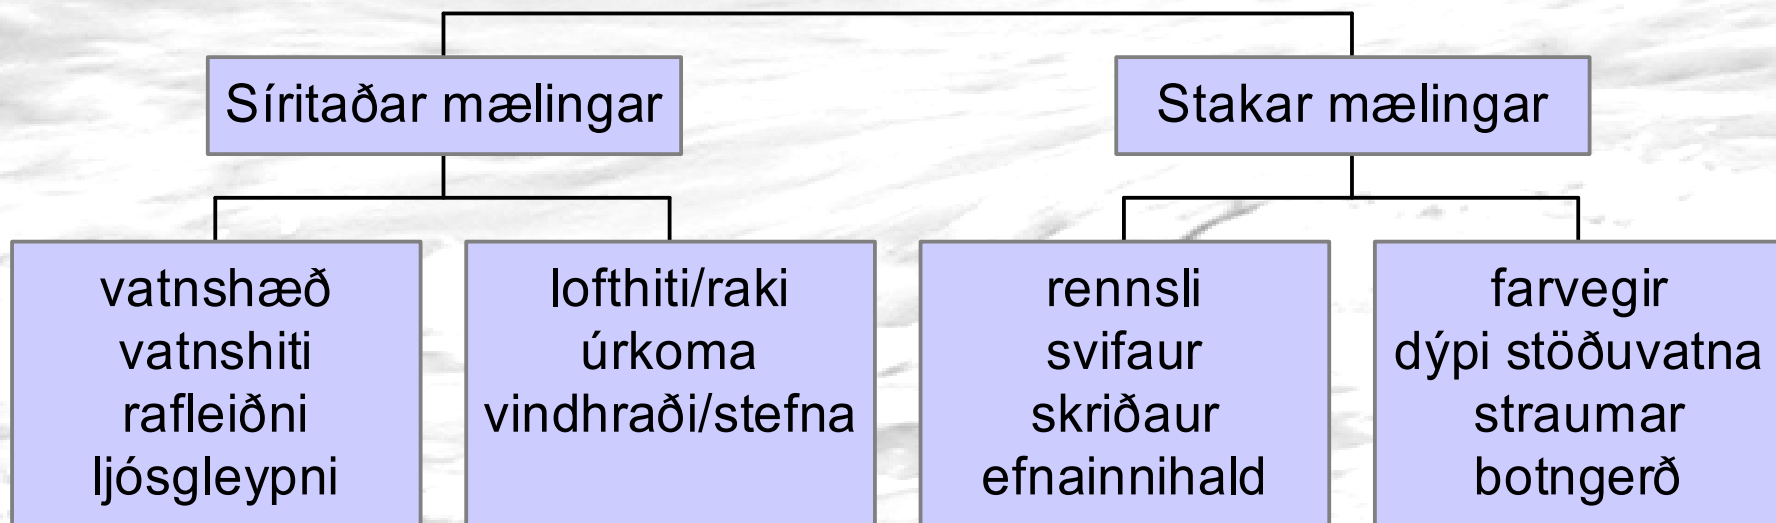 Síritaðar mælingar
Stakar mælingar
vatnshæð
vatnshiti
rafleiðni
ljósgleypni
lofthiti/raki
úrkoma
vindhraði/stefna
rennsli
svifaur
skriðaur
efnainnihald
farvegir
dýpi stöðuvatna
straumar
botngerð